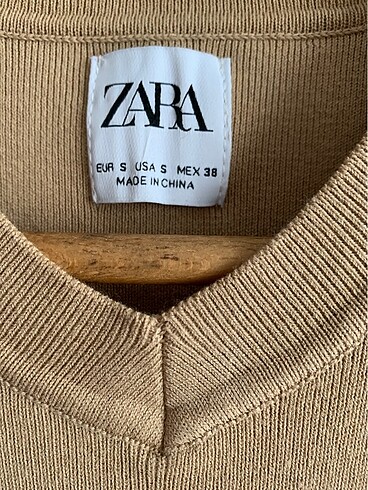 ZARA
EUR S USA S MEX 38
MADE IN CHINA